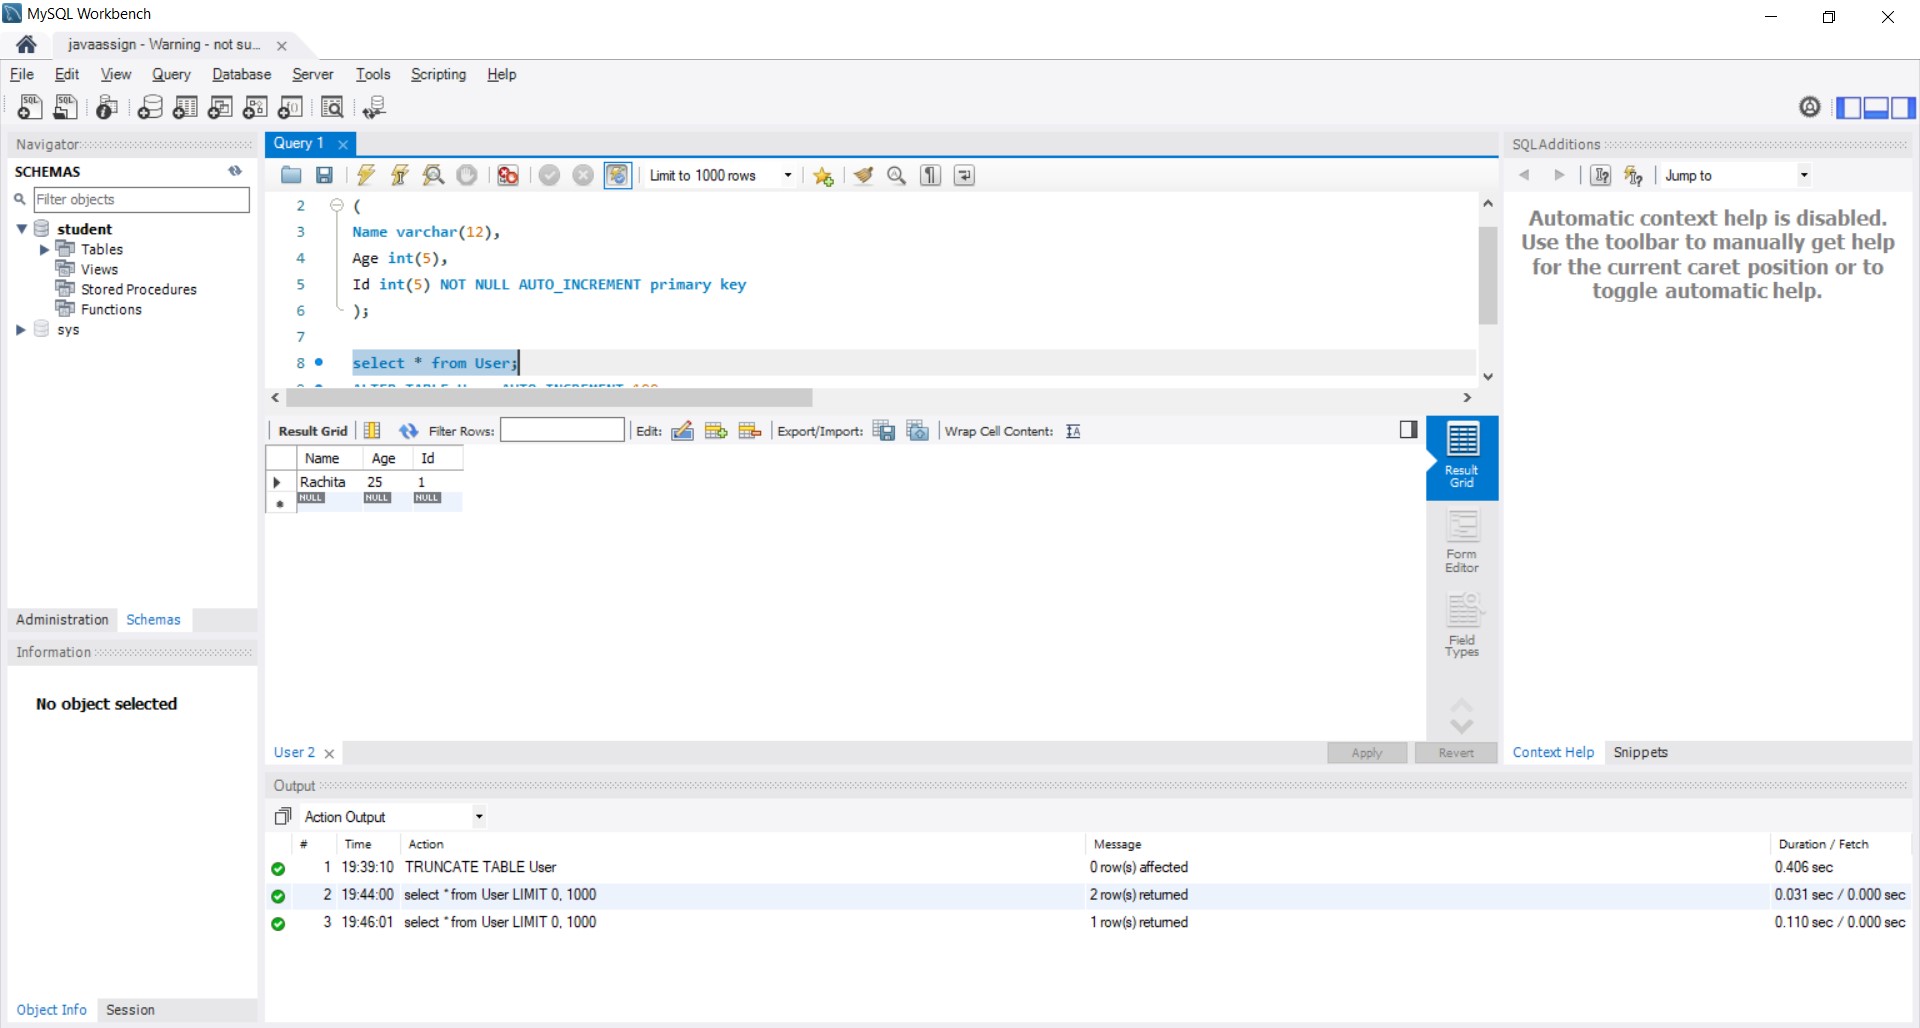 MySQL Workbench
javaassign - Warning - not su...
File Edit View Query Database Server Tools Scripting Help
Navigator
SCHEMAS
Filter objects
student
Tables
Views
Stored Procedures
Functions
sys
Administration Schemas
Information
No object selected
Object Info Session
Query 1
Limit to 1000 rows
2 (
3 Name varchar(12),
4 Age int(5),
5 Id int(5) NOT NULL AUTO_INCREMENT primary key
6 );
7
8 select * from User;
Result Grid Filter Rows: Edit: Export/Import: Wrap Cell Content:
Name Age Id
Rachita 25 1
NULL NULL NULL
Result Grid
Form Editor
Field Types
User 2 Apply Revert
SQLAdditions
Jump to
Automatic context help is disabled.
Use the toolbar to manually get help
for the current caret position or to
toggle automatic help.
Context Help Snippets
Output
Action Output
# Time Action Message Duration / Fetch
1 19:39:10 TRUNCATE TABLE User 0 row(s) affected 0.406 sec
2 19:44:00 select * from User LIMIT 0, 1000 2 row(s) returned 0.031 sec / 0.000 sec
3 19:46:01 select * from User LIMIT 0, 1000 1 row(s) returned 0.110 sec / 0.000 sec